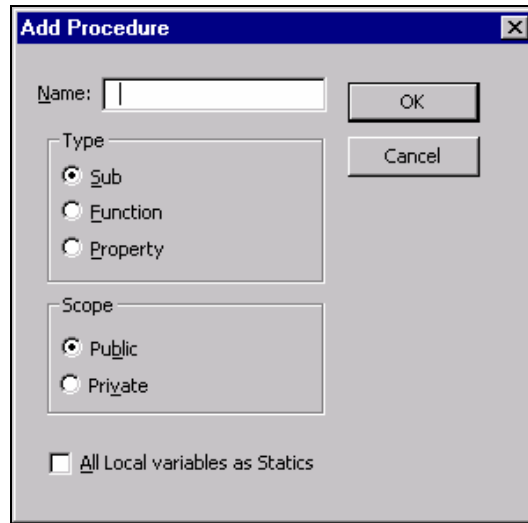 Add Procedure
Name:
OK
Cancel
Type
Sub
Function
Property
Scope
Public
Private
All Local variables as Statics